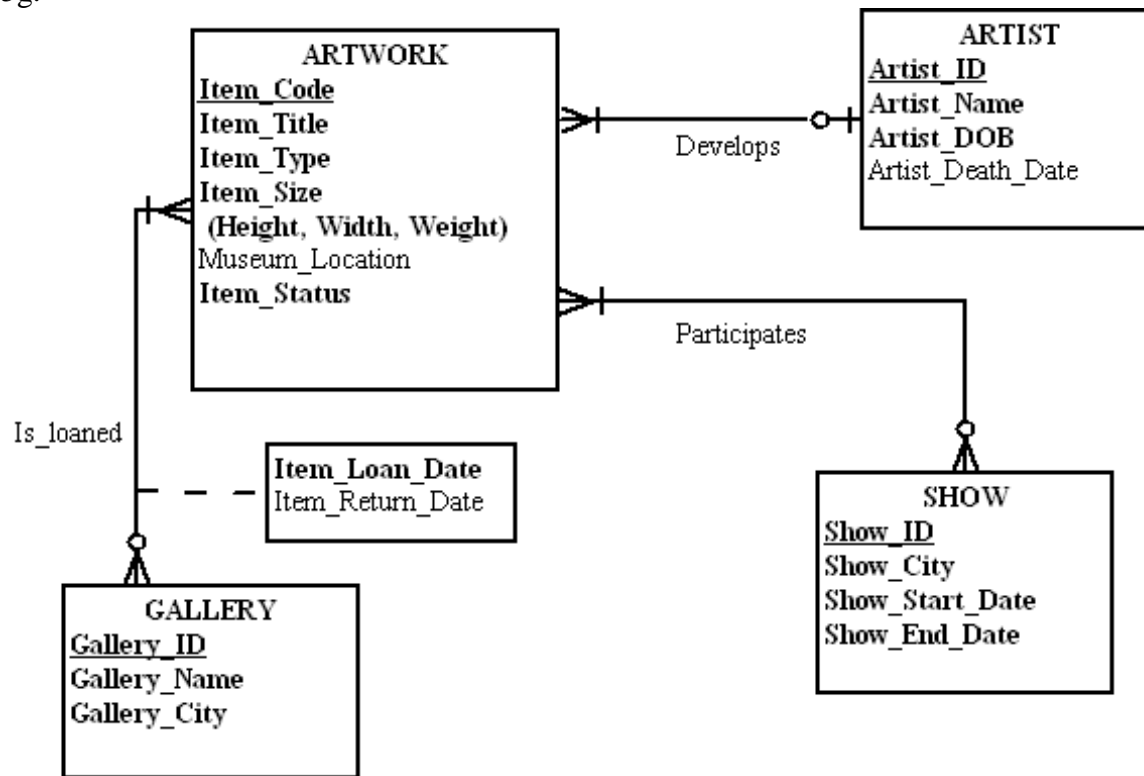 5g.
ARTWORK
Item_Code
Item_Title
Item_Type
Item_Size
(Height, Width, Weight)
Museum_Location
Item_Status
ARTIST
Artist_ID
Artist_Name
Artist_DOB
Artist_Death_Date
Develops
Participates
Is_loaned
Item_Loan_Date
Item_Return_Date
SHOW
Show_ID
Show_City
Show_Start_Date
Show_End_Date
GALLERY
Gallery_ID
Gallery_Name
Gallery_City